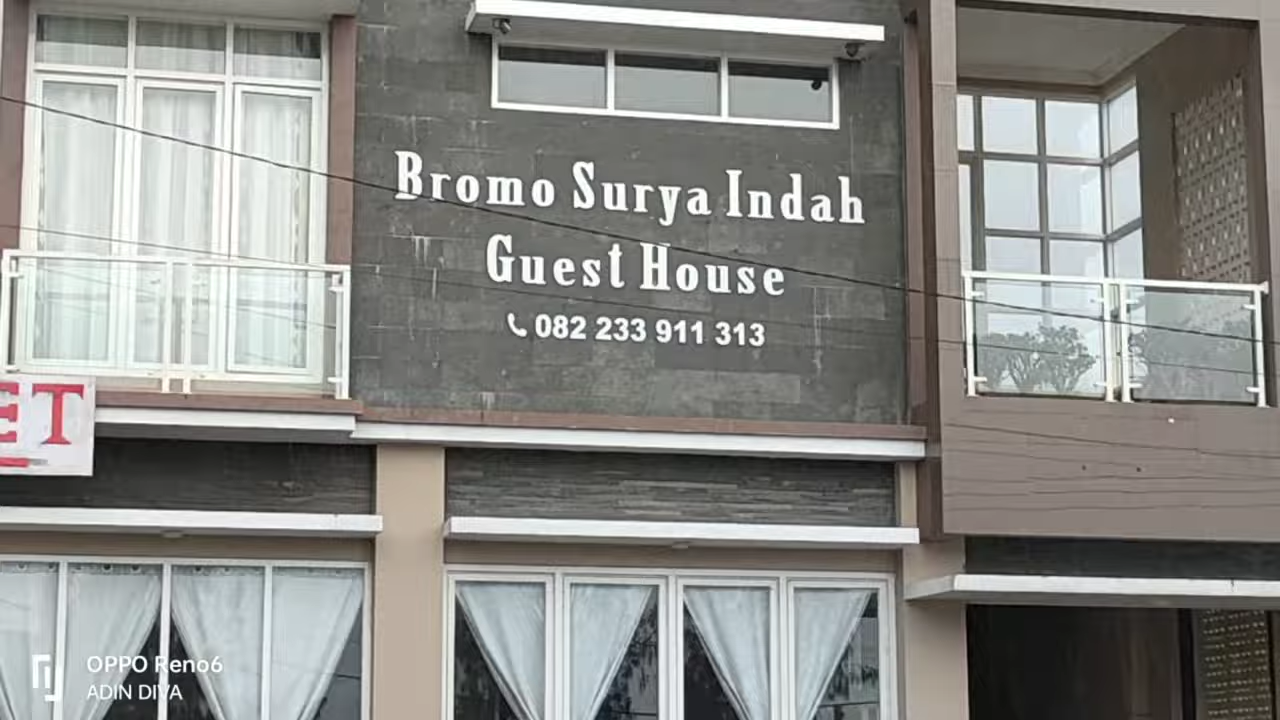 Bromo Surya Indah
Guest House
082 233 911 313
ET
OPPO Reno6
ADIN DIVA